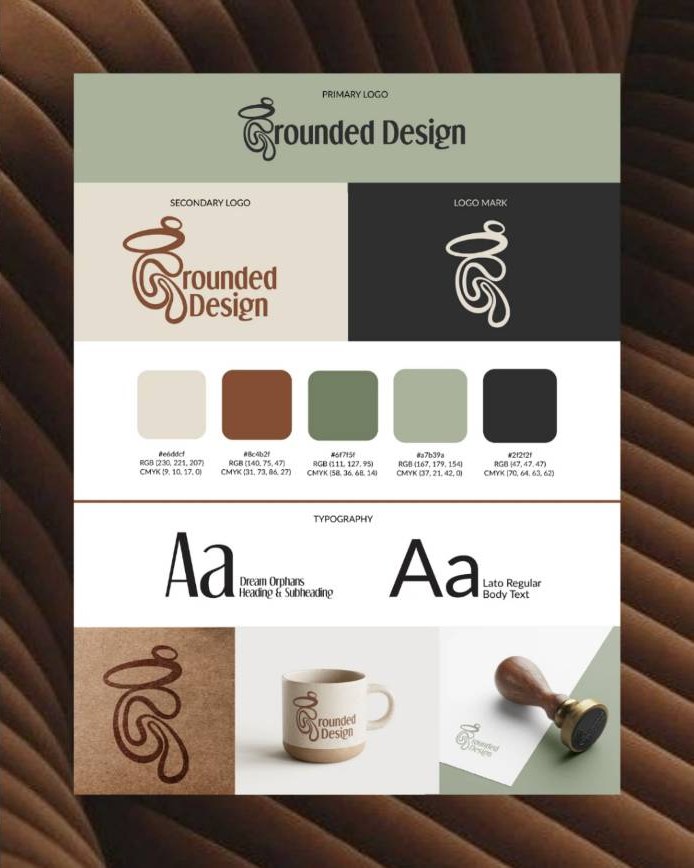 PRIMARY LOGO
Grounded Design
SECONDARY LOGO
Grounded
Design
LOGO MARK
#e6ddcf
RGB (230, 221, 207)
CMYK (9, 10, 17, 0)
#8c4b2f
RGB (140, 75, 47)
CMYK (31, 73, 86, 27)
#6f7f5f
RGB (111, 127, 95)
CMYK (58, 36, 68, 14)
#a7b39a
RGB (167, 179, 154)
CMYK (37, 21, 42, 0)
#2f2f2f
RGB (47, 47, 47)
CMYK (70, 64, 63, 62)
TYPOGRAPHY
Aa
Dream Orphans
Heading & Subheading
Aa
Lato Regular
Body Text
Grounded
Design
Grounded
Design